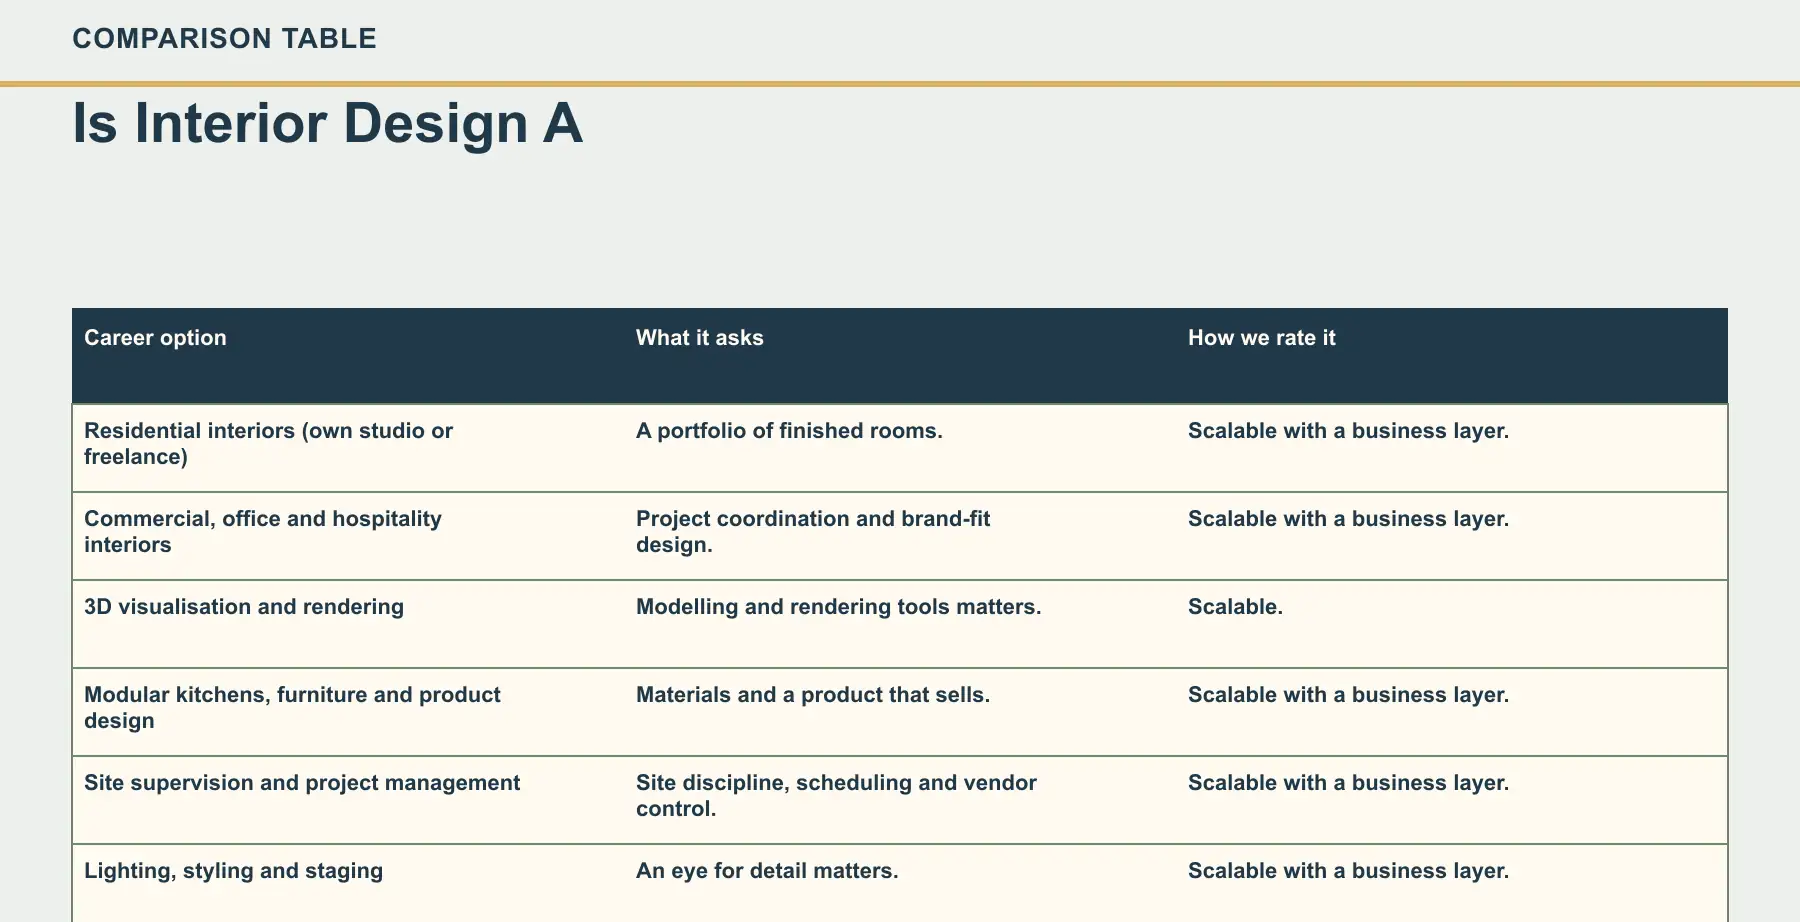 COMPARISON TABLE
Is Interior Design A
Career option
What it asks
How we rate it
Residential interiors (own studio or
freelance)
A portfolio of finished rooms.
Scalable with a business layer.
Commercial, office and hospitality
interiors
Project coordination and brand-fit
design.
Scalable with a business layer.
3D visualisation and rendering
Modelling and rendering tools matters.
Scalable.
Modular kitchens, furniture and product
design
Materials and a product that sells.
Scalable with a business layer.
Site supervision and project management
Site discipline, scheduling and vendor
control.
Scalable with a business layer.
Lighting, styling and staging
An eye for detail matters.
Scalable with a business layer.